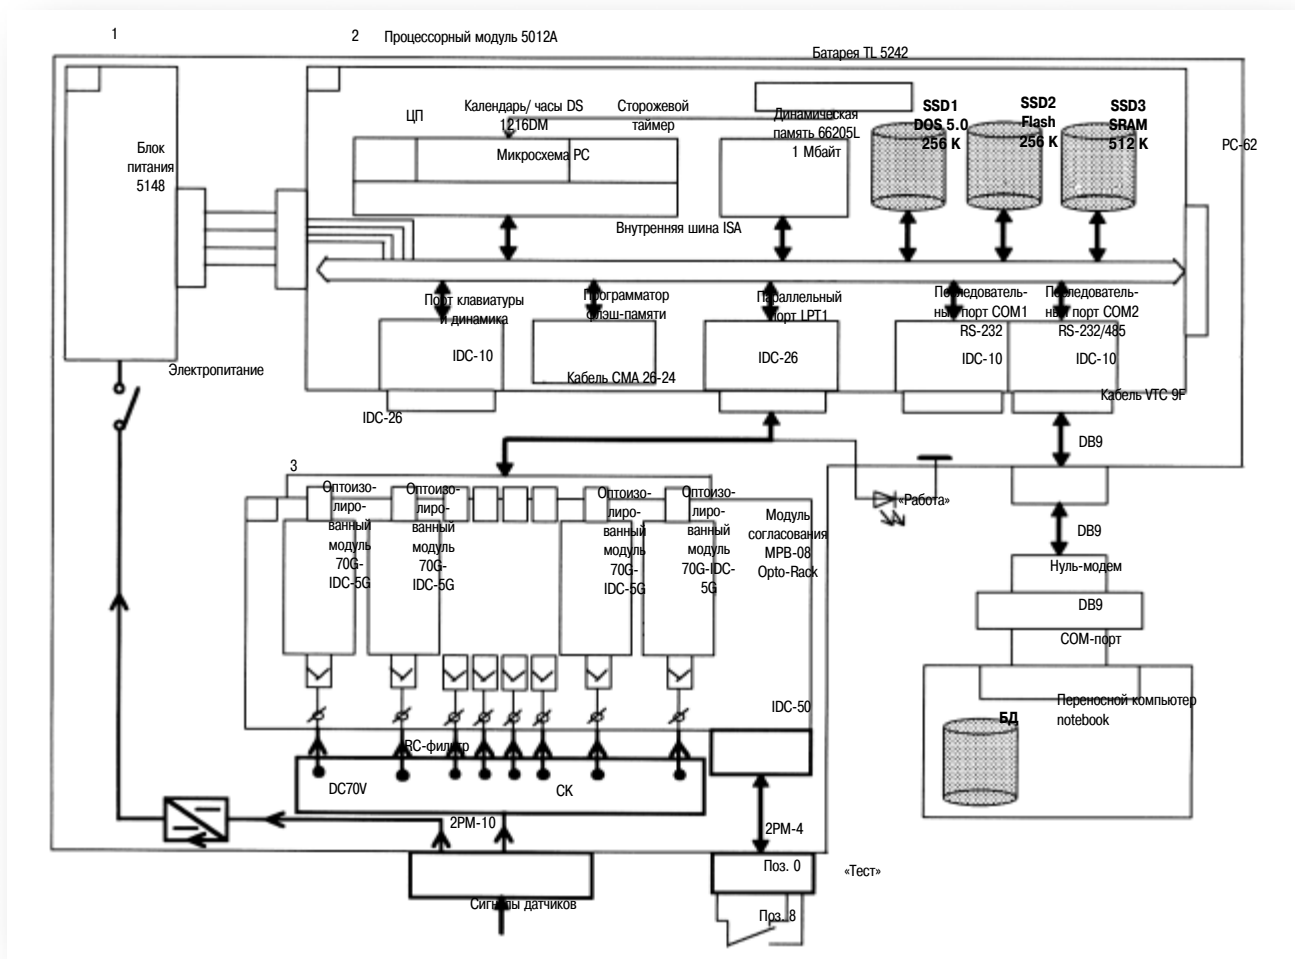 1
2
Процессорный модуль 5012А
Батарея TL 5242
ЦП
Календарь/ часы DS
1216DM
Сторожевой
таймер
Динамическая
память 66205L
1 Мбайт
SSD1
DOS 5.0
256 K
SSD2
Flash
256 K
SSD3
SRAM
512 K
PC-62
Блок
питания
5148
Микросхема PC
Внутренняя шина ISA
Порт клавиатуры
и динамика
Программатор
флэш-памяти
Параллельный
порт LPT1
Последователь-
ный порт COM1
RS-232
Последователь-
ный порт COM2
RS-232/485
IDC-10
IDC-26
IDC-10
IDC-10
Электропитание
Кабель CMA 26-24
Кабель VTC 9F
IDC-26
DB9
3
Оптоизо-
лиро-
ванный
модуль
70G-
IDC-5G
Оптоизо-
лиро-
ванный
модуль
70G-
IDC-5G
Оптоизо-
лиро-
ванный
модуль
70G-
IDC-5G
Оптоизо-
лиро-
ванный
модуль
70G-IDC-
5G
Модуль
согласования
MPB-08
Opto-Rack
«Работа»
DB9
Нуль-модем
DB9
COM-порт
Переносной компьютер
notebook
БД
IDC-50
RC-фильтр
DC70V
СК
2РМ-10
2РМ-4
Поз. 0
«Тест»
Сигналы датчиков
Поз. 8